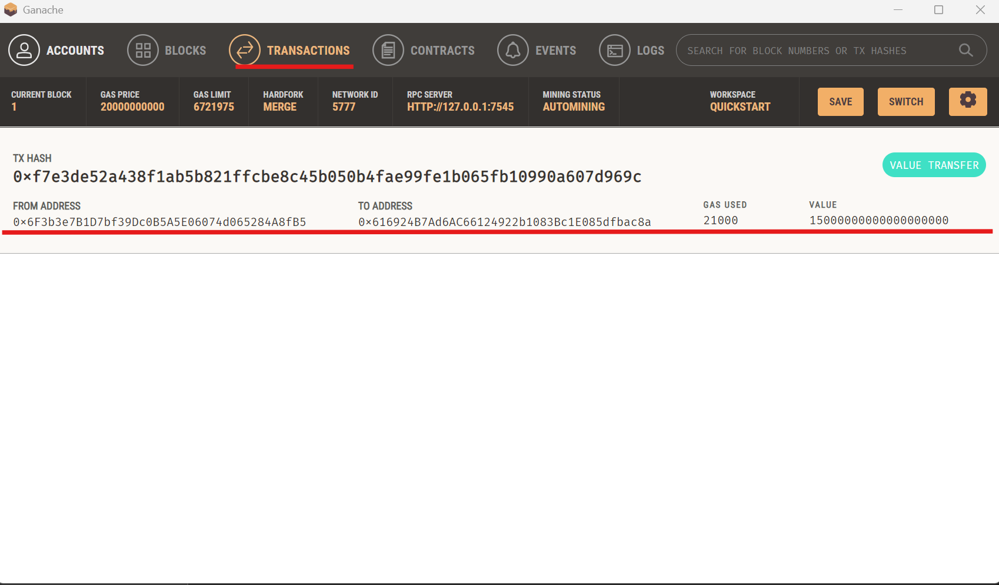 Ganache
ACCOUNTS BLOCKS TRANSACTIONS CONTRACTS EVENTS LOGS SEARCH FOR BLOCK NUMBERS OR TX HASHES
CURRENT BLOCK GAS PRICE GAS LIMIT HARDFORK NETWORK ID RPC SERVER MINING STATUS WORKSPACE
1 20000000000 6721975 MERGE 5777 HTTP://127.0.0.1:7545 AUTOMINING QUICKSTART SAVE SWITCH
TX HASH
0×f7e3de52a438f1ab5b821ffcbe8c45b050b4fae99fe1b065fb10990a607d969c VALUE TRANSFER
FROM ADDRESS TO ADDRESS GAS USED VALUE
0×6F3b3e7B1D7bf39Dc0B5A5E06074d065284A8fB5 0×616924B7Ad6AC66124922b1083Bc1E085dfbac8a 21000 15000000000000000000